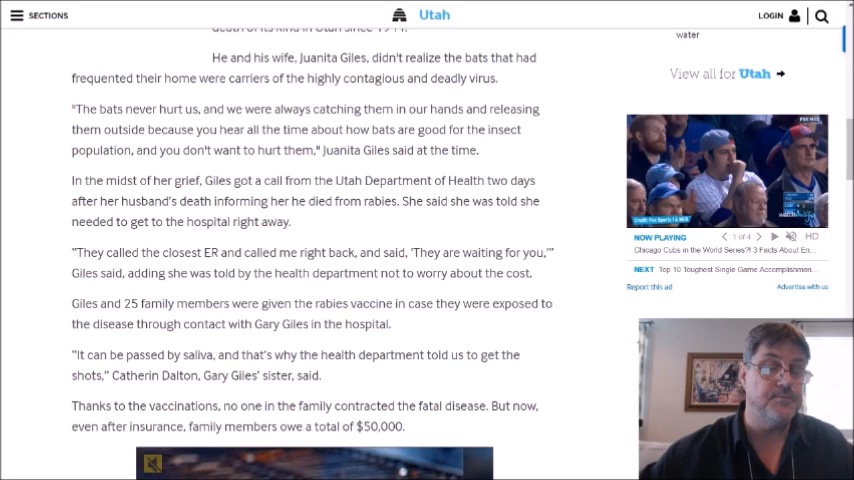 SECTIONS
Utah
LOGIN
death of its kind in Utah since 1944.
He and his wife, Juanita Giles, didn't realize the bats that had
frequented their home were carriers of the highly contagious and deadly virus.
"The bats never hurt us, and we were always catching them in our hands and releasing
them outside because you hear all the time about how bats are good for the insect
population, and you don't want to hurt them," Juanita Giles said at the time.
In the midst of her grief, Giles got a call from the Utah Department of Health two days
after her husband's death informing her he died from rabies. She said she was told she
needed to get to the hospital right away.
"They called the closest ER and called me right back, and said, 'They are waiting for you,'"
Giles said, adding she was told by the health department not to worry about the cost.
Giles and 25 family members were given the rabies vaccine in case they were exposed to
the disease through contact with Gary Giles in the hospital.
"It can be passed by saliva, and that's why the health department told us to get the
shots," Catherin Dalton, Gary Giles' sister, said.
Thanks to the vaccinations, no one in the family contracted the fatal disease. But now,
even after insurance, family members owe a total of $50,000.
water
View all for Utah
Credit: Fox Sports 1 & MLB
NOW PLAYING
1 of 4
HD
Chicago Cubs in the World Series?! 3 Facts About En...
NEXT Top 10 Toughest Single Game Accomplishmen...
Report this ad
Advertise with us